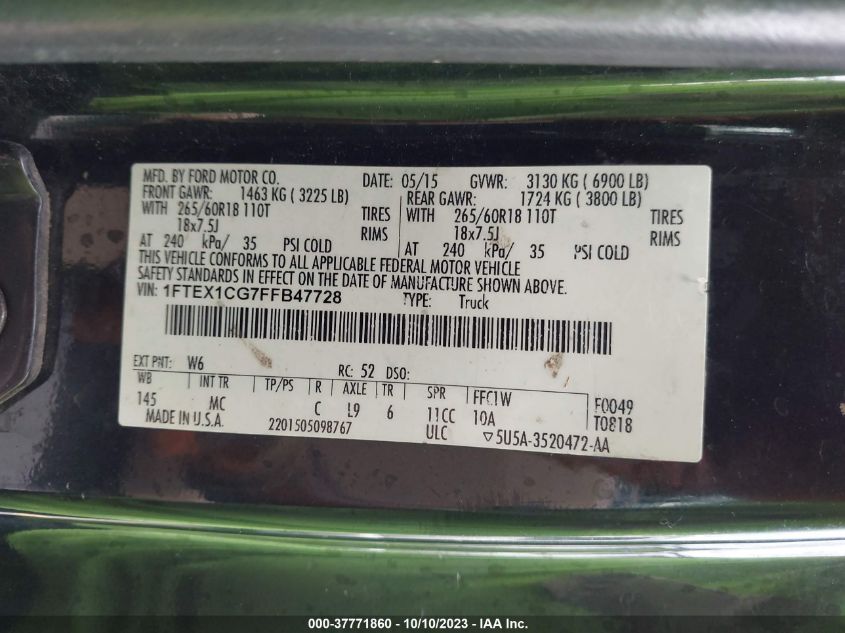 MFD. BY FORD MOTOR CO. DATE: 05/15 GVWR: 3130 KG ( 6900 LB)
FRONT GAWR: 1463 KG ( 3225 LB) REAR GAWR: 1724 KG ( 3800 LB)
WITH 265/60R18 110T TIRES WITH 265/60R18 110T TIRES
18x7.5J RIMS 18x7.5J RIMS
AT 240 kPa/ 35 PSI COLD AT 240 kPa/ 35 PSI COLD
THIS VEHICLE CONFORMS TO ALL APPLICABLE FEDERAL MOTOR VEHICLE
SAFETY STANDARDS IN EFFECT ON THE DATE OF MANUFACTURE SHOWN ABOVE.
VIN: 1FTEX1CG7FFB47728 TYPE: Truck
EXT PNT: W6 RC: 52 DSO:
WB INT TR TP/PS R AXLE TR SPR FFC1W F0049
145 MC C L9 6 11CC 10A T0818
MADE IN U.S.A. 2201505098767 ULC ▽5U5A-3520472-AA
000-37771860 - 10/10/2023 - IAA Inc.